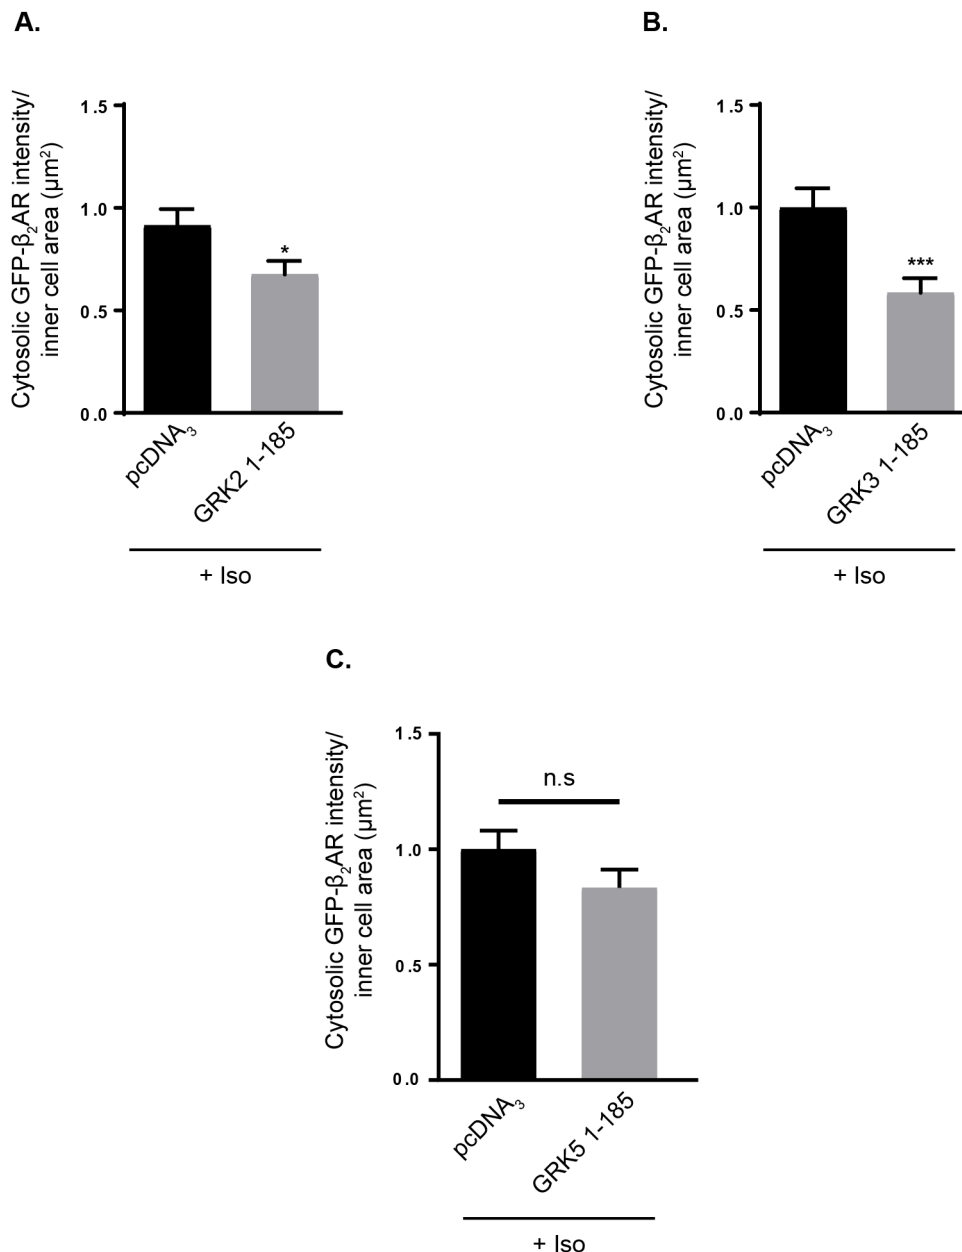 A.
Cytosolic GFP-β₂AR intensity/
inner cell area (μm²)
1.5
1.0
0.5
0.0
*
pcDNA₃
GRK2 1-185
+ Iso
B.
Cytosolic GFP-β₂AR intensity/
inner cell area (μm²)
1.5
1.0
0.5
0.0
***
pcDNA₃
GRK3 1-185
+ Iso
C.
Cytosolic GFP-β₂AR intensity/
inner cell area (μm²)
1.5
1.0
0.5
0.0
n.s
pcDNA₃
GRK5 1-185
+ Iso